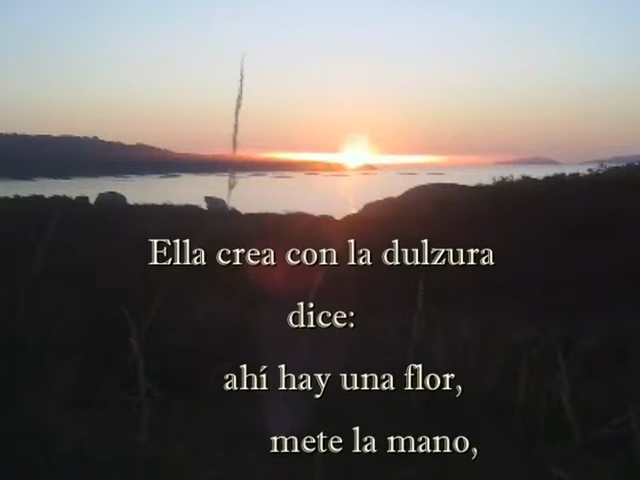 Ella crea con la dulzura
dice:
ahí hay una flor,
mete la mano,